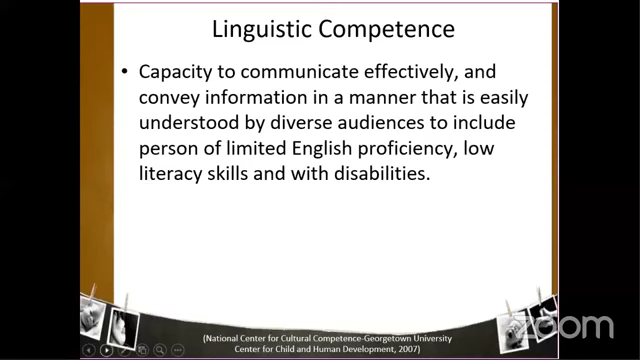 Linguistic Competence
• Capacity to communicate effectively, and
convey information in a manner that is easily
understood by diverse audiences to include
person of limited English proficiency, low
literacy skills and with disabilities.
(National Center for Cultural Competence-Georgetown University
Center for Child and Human Development, 2007)
zoom